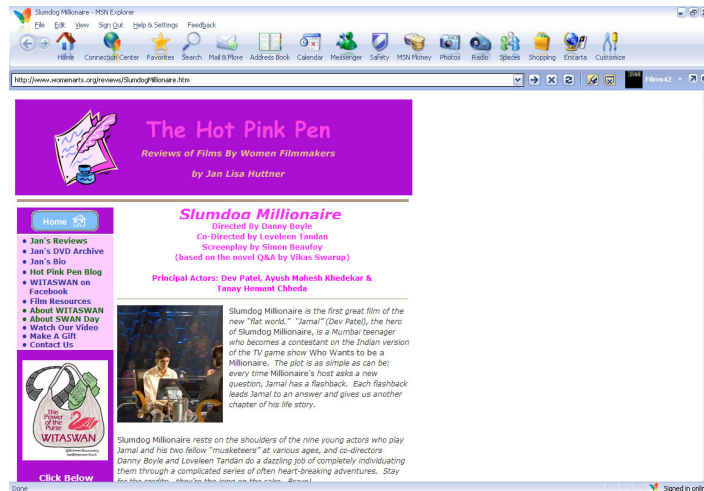 Slumdog Millionaire - MSN Explorer
File Edit View Sign Out Help & Settings Feedback
Home Connection Center Favorites Search Mail & More Address Book Calendar Messenger Safety MSN Money Photos Radio Spaces Shopping Encarta Customize
http://www.womenarts.org/reviews/SlumdogMillionaire.htm
Films42
The Hot Pink Pen
Reviews of Films By Women Filmmakers
by Jan Lisa Huttner
Home
Jan's Reviews
Jan's DVD Archive
Jan's Bio
Hot Pink Pen Blog
WITASWAN on
Facebook
Film Resources
About WITASWAN
About SWAN Day
Watch Our Video
Make A Gift
Contact Us
The
Power
of the
Purse
WITASWAN
Click Below
Slumdog Millionaire
Directed By Danny Boyle
Co-Directed by Loveleen Tandan
Screenplay by Simon Beaufoy
(based on the novel Q&A by Vikas Swarup)
Principal Actors: Dev Patel, Ayush Mahesh Khedekar &
Tanay Hemant Chheda
Slumdog Millionaire is the first great film of the
new "flat world." "Jamal" (Dev Patel), the hero
of Slumdog Millionaire, is a Mumbai teenager
who becomes a contestant on the Indian version
of the TV game show Who Wants to be a
Millionaire. The plot is as simple as can be:
every time Millionaire's host asks a new
question, Jamal has a flashback. Each flashback
leads Jamal to an answer and gives us another
chapter of his life story.
Slumdog Millionaire rests on the shoulders of the nine young actors who play
Jamal and his two fellow "musketeers" at various ages, and co-directors
Danny Boyle and Loveleen Tandan do a dazzling job of completely individuating
them through a complicated series of often heart-breaking adventures. Stay
for the credits - they're the icing on the cake. Bravo!
Done
Signed in onlin